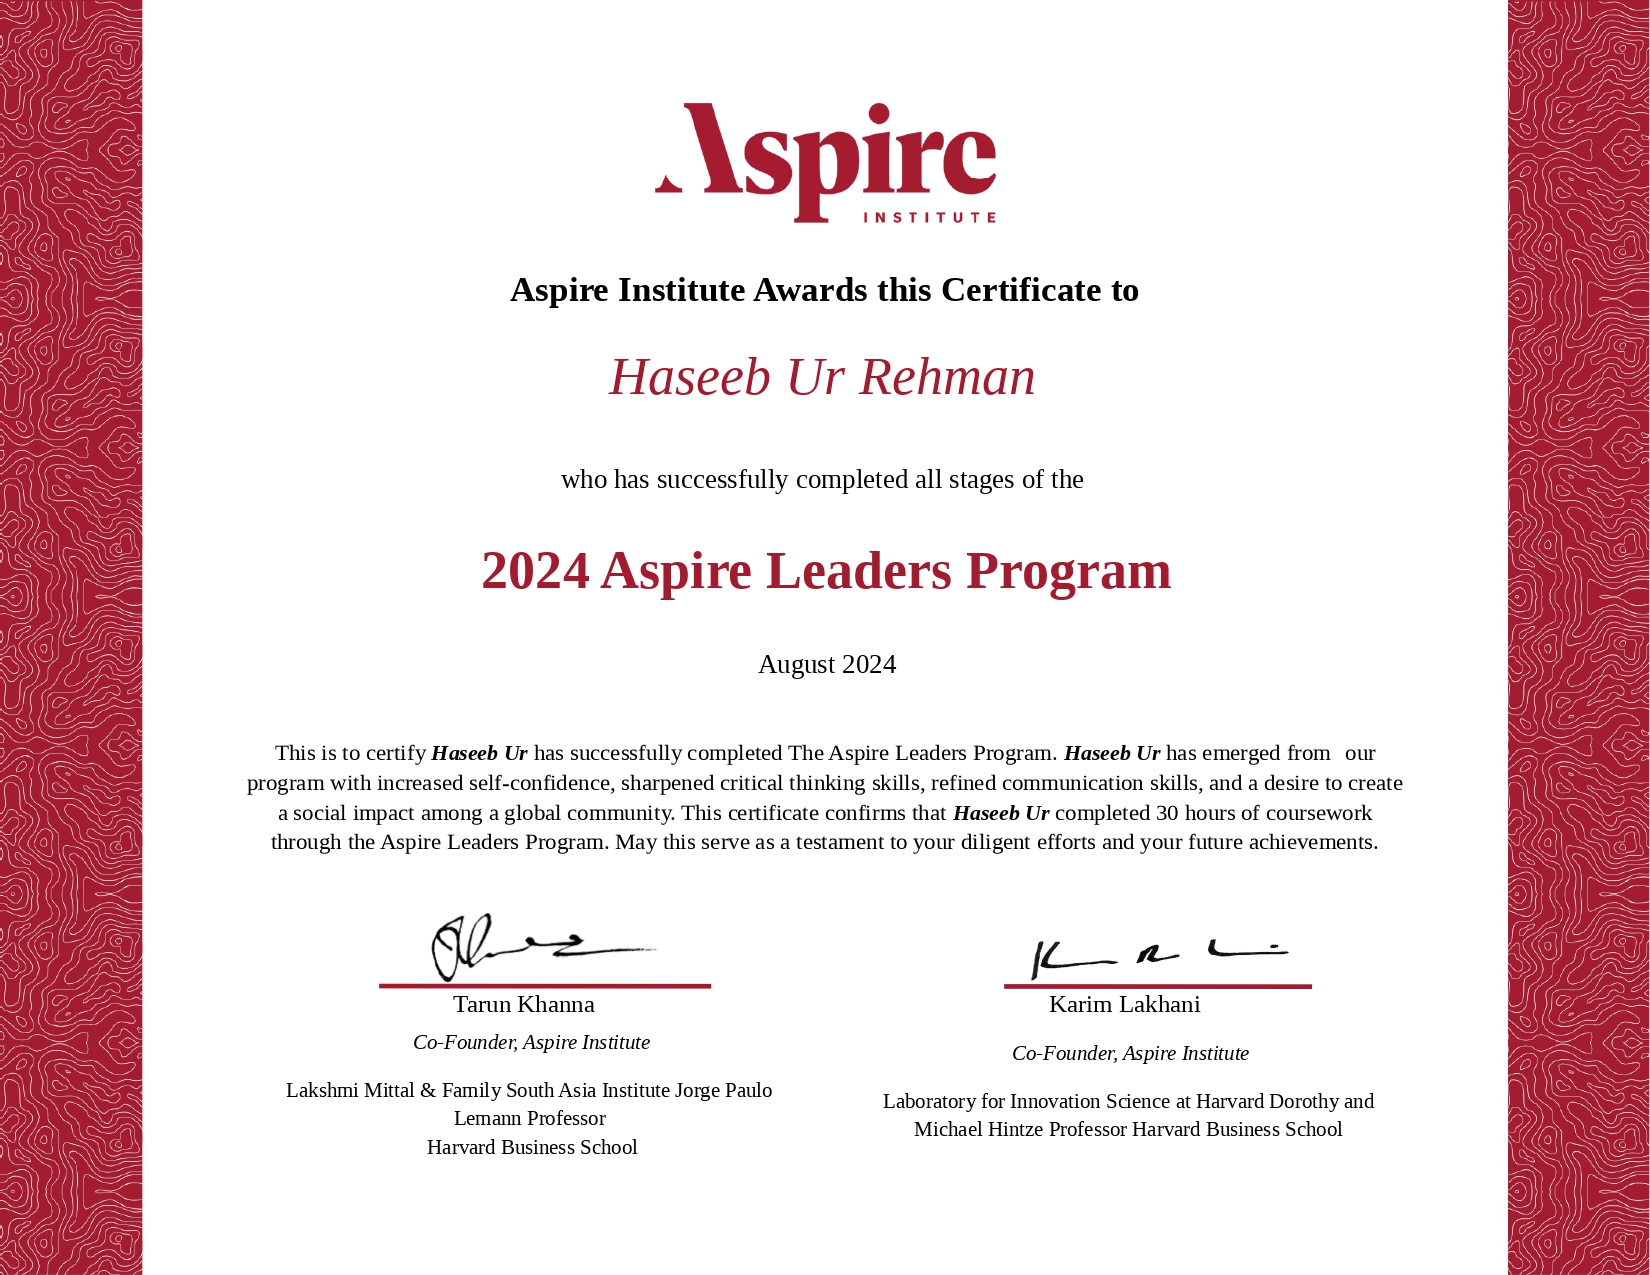 Aspire
INSTITUTE
Aspire Institute Awards this Certificate to
Haseeb Ur Rehman
who has successfully completed all stages of the
2024 Aspire Leaders Program
August 2024
This is to certify Haseeb Ur has successfully completed The Aspire Leaders Program. Haseeb Ur has emerged from our
program with increased self-confidence, sharpened critical thinking skills, refined communication skills, and a desire to create
a social impact among a global community. This certificate confirms that Haseeb Ur completed 30 hours of coursework
through the Aspire Leaders Program. May this serve as a testament to your diligent efforts and your future achievements.
Tarun Khanna
Co-Founder, Aspire Institute
Lakshmi Mittal & Family South Asia Institute Jorge Paulo
Lemann Professor
Harvard Business School
Karim Lakhani
Co-Founder, Aspire Institute
Laboratory for Innovation Science at Harvard Dorothy and
Michael Hintze Professor Harvard Business School